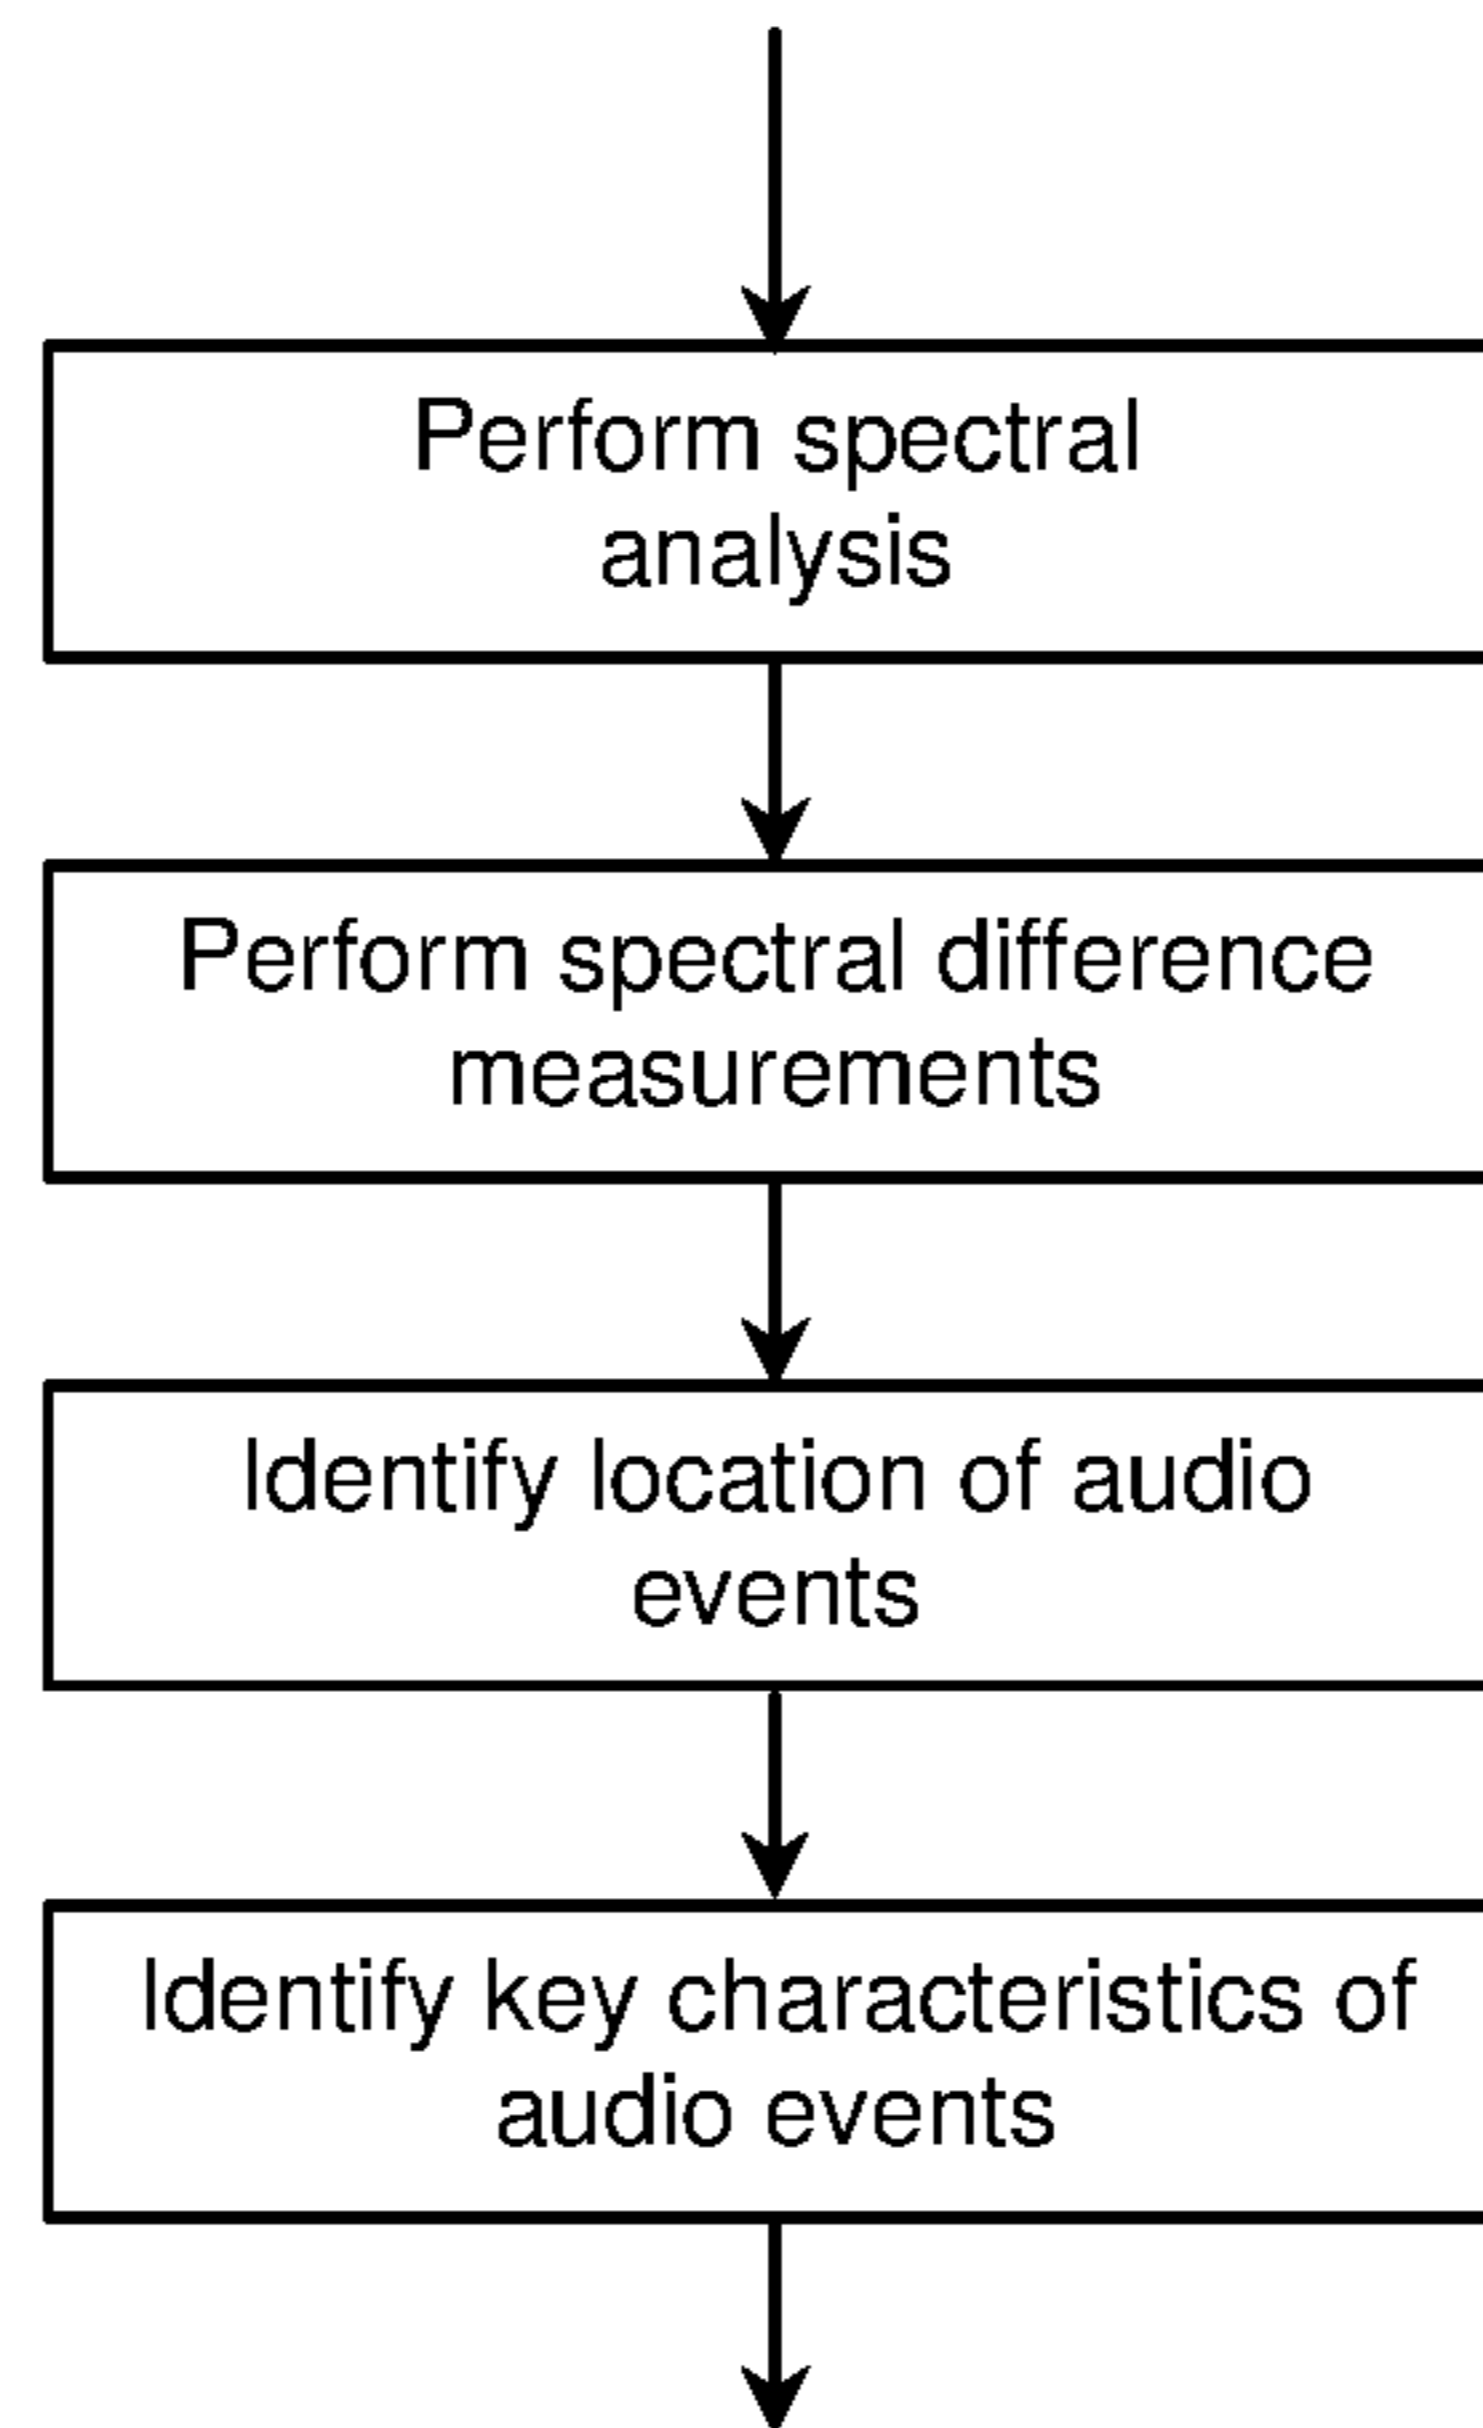 Perform spectral
analysis
Perform spectral difference
measurements
Identify location of audio
events
Identify key characteristics of
audio events